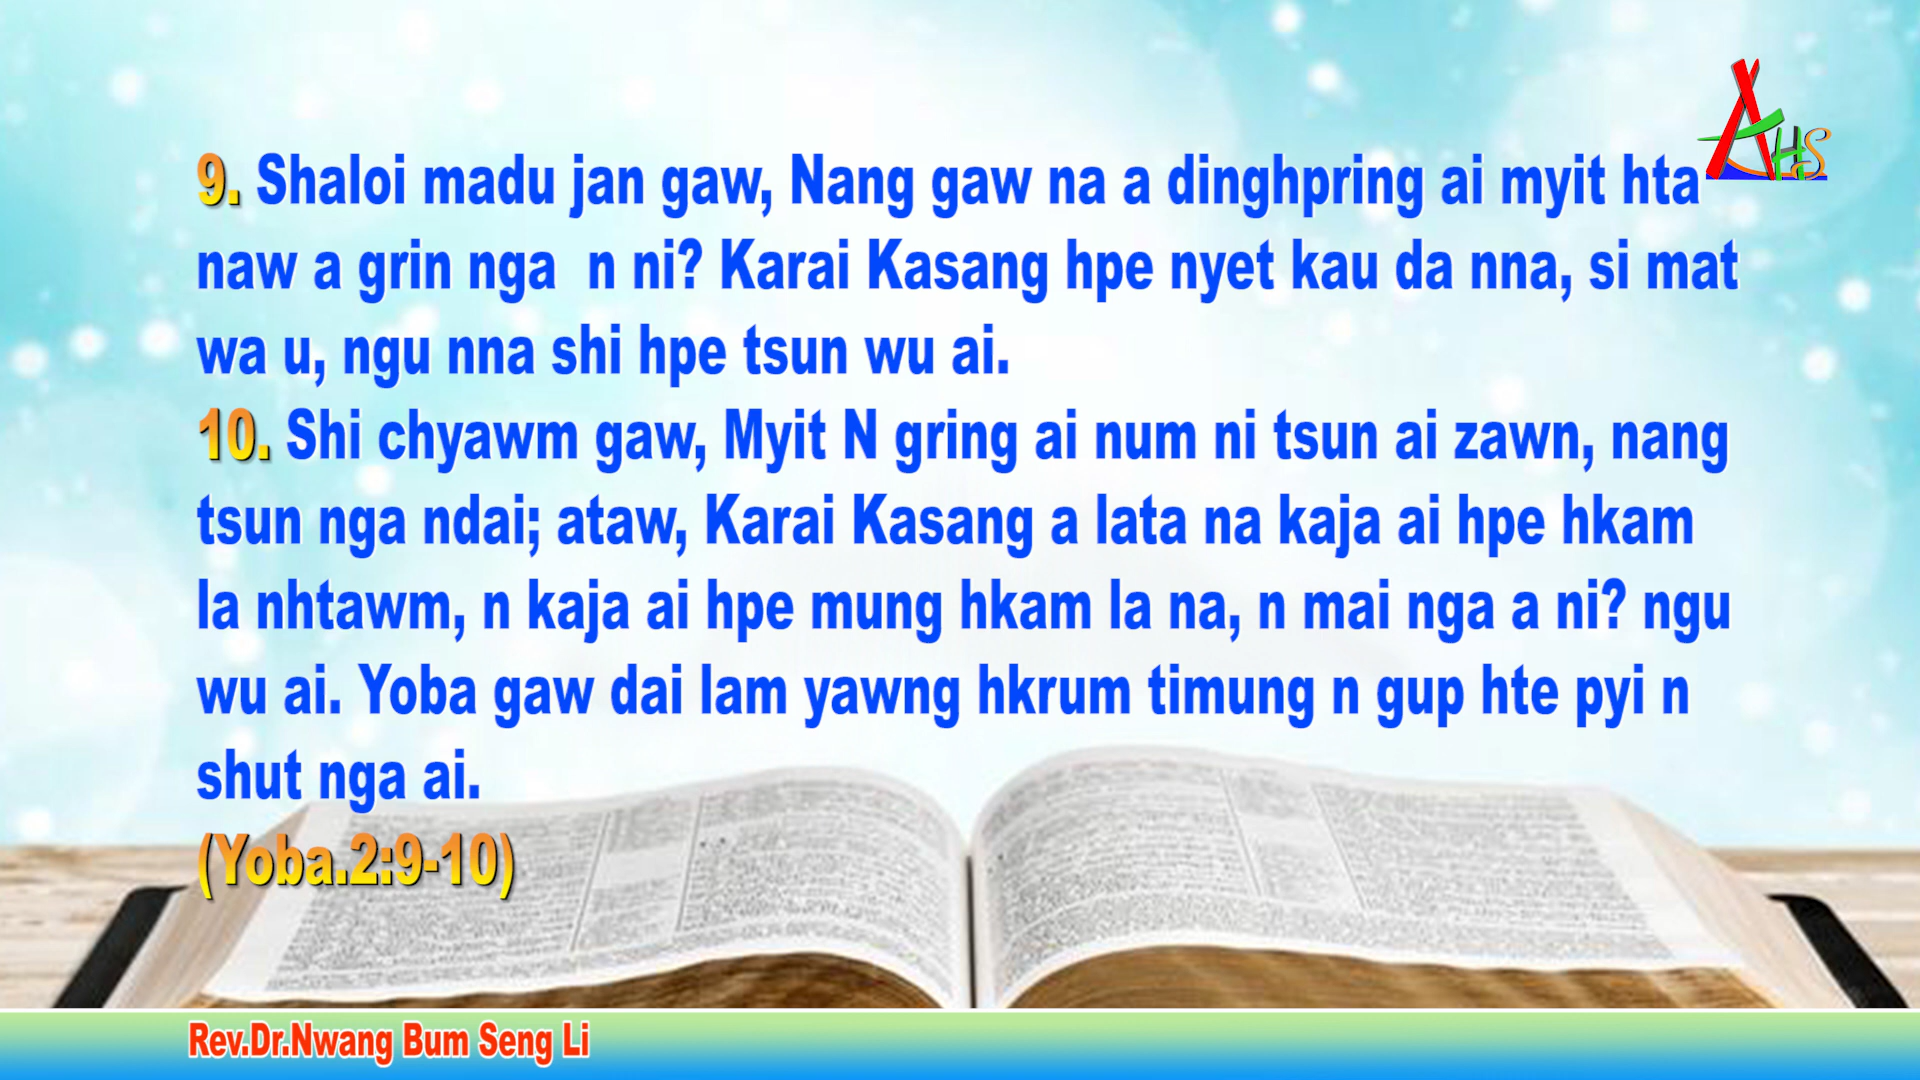 AHS
9. Shaloi madu jan gaw, Nang gaw na a dinghpring ai myit hta
naw a grin nga n ni? Karai Kasang hpe nyet kau da nna, si mat
wa u, ngu nna shi hpe tsun wu ai.
10. Shi chyawm gaw, Myit N gring ai num ni tsun ai zawn, nang
tsun nga ndai; ataw, Karai Kasang a lata na kaja ai hpe hkam
la nhtawm, n kaja ai hpe mung hkam la na, n mai nga a ni? ngu
wu ai. Yoba gaw dai lam yawng hkrum timung n gup hte pyi n
shut nga ai.
(Yoba.2:9-10)
Rev.Dr.Nwang Bum Seng Li